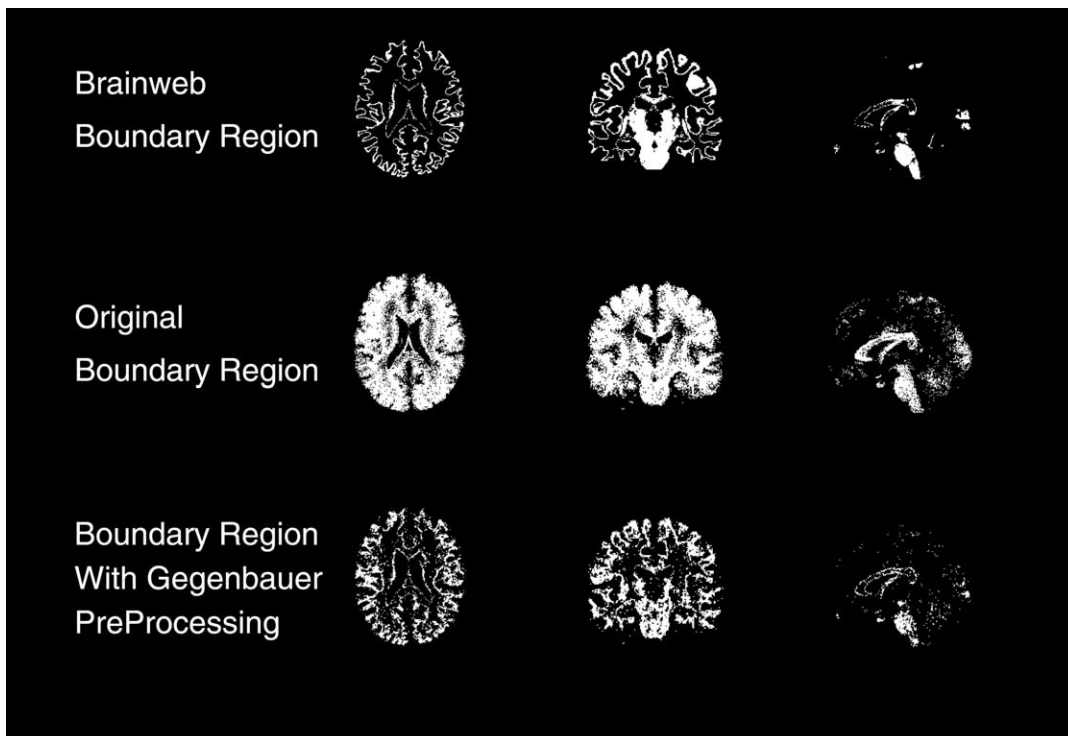 Brainweb
Boundary Region
Original
Boundary Region
Boundary Region
With Gegenbauer
PreProcessing